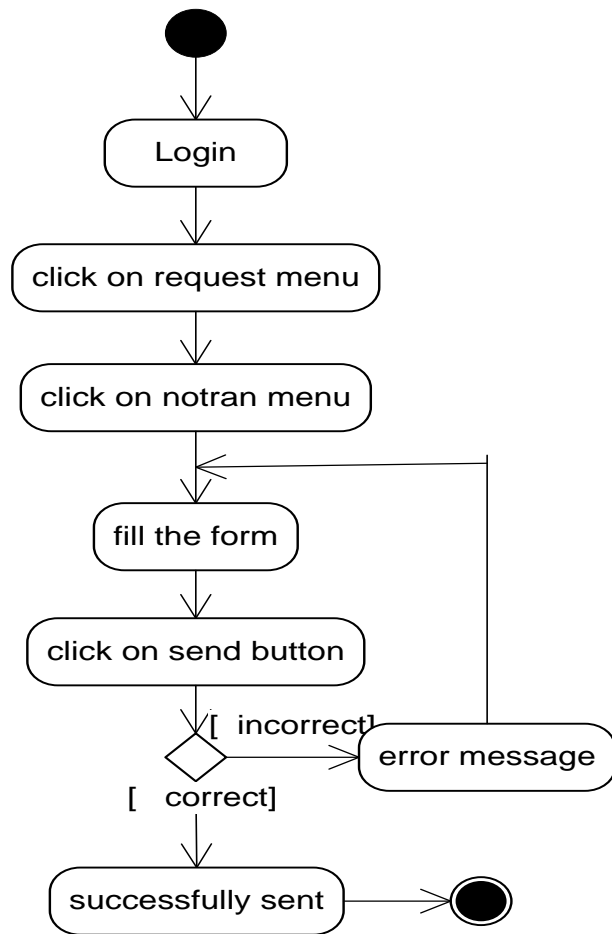 Login
click on request menu
click on notran menu
fill the form
click on send button
[ incorrect]
error message
[ correct]
successfully sent